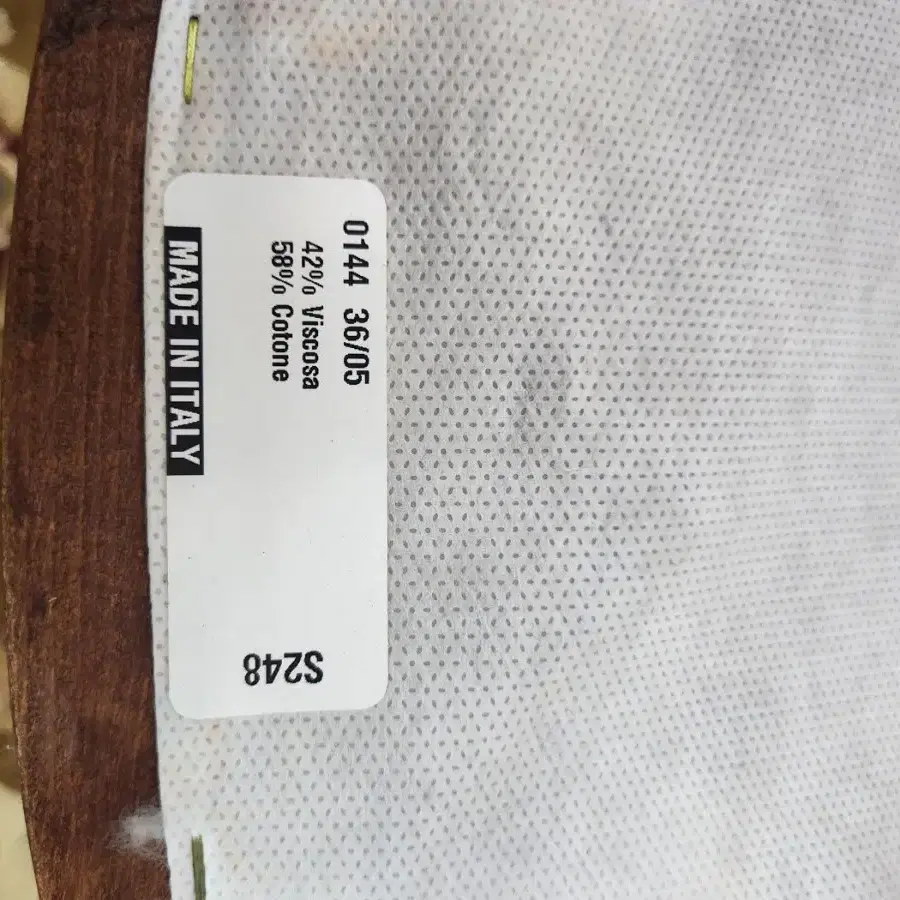 0144 36/05
42% Viscosa
58% Cotone
MADE IN ITALY
S248